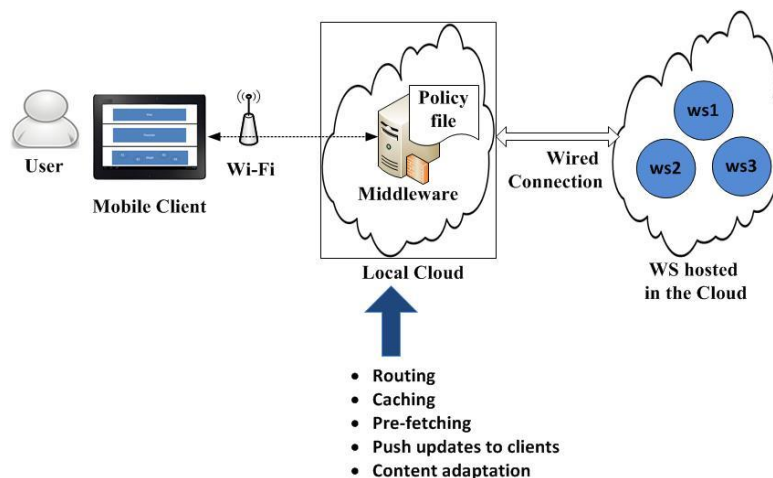 Policy
file
ws1
ws2
ws3
User
Wi-Fi
Mobile Client
Middleware
Wired
Connection
Local Cloud
WS hosted
in the Cloud
• Routing
• Caching
• Pre-fetching
• Push updates to clients
• Content adaptation